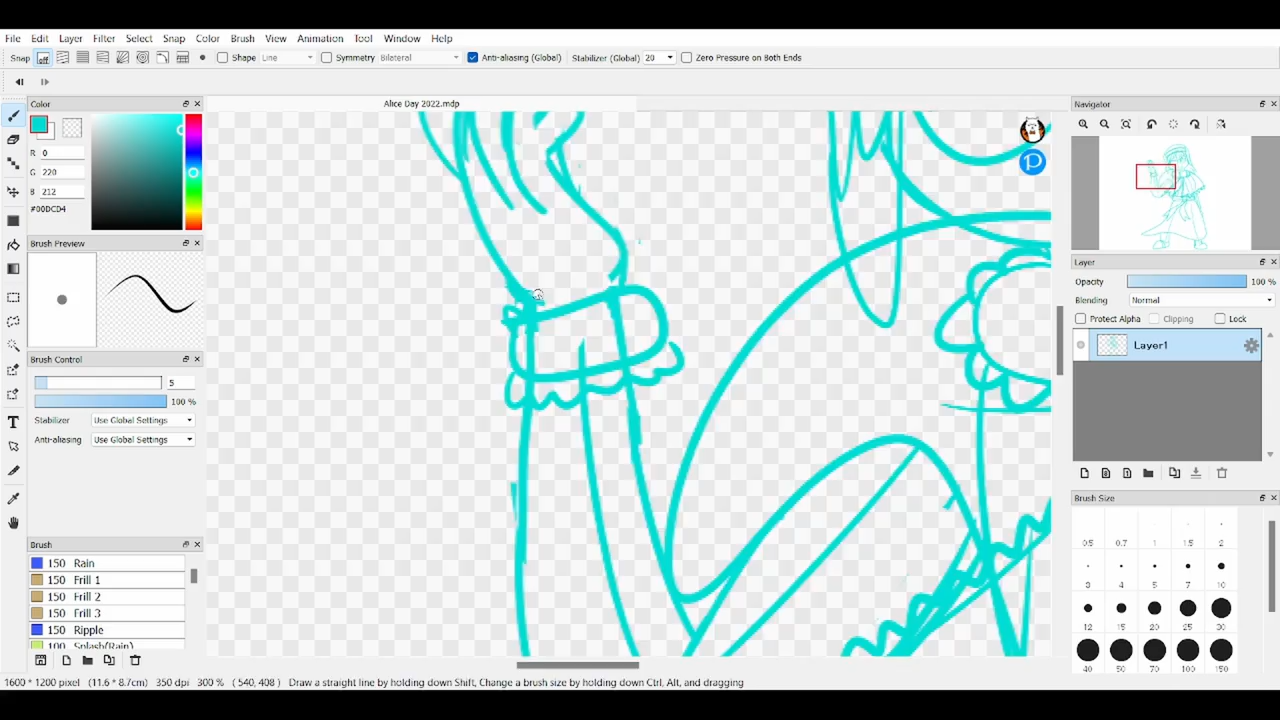 File Edit Layer Filter Select Snap Color Brush View Animation Tool Window Help
Snap off Shape Line Symmetry Bilateral Anti-aliasing (Global) Stabilizer (Global) 20 Zero Pressure on Both Ends
Color
Alice Day 2022.mdp
Navigator
R 0
G 220
B 212
#00DCD4
Brush Preview
Layer
Opacity 100 %
Blending Normal
Protect Alpha Clipping Lock
Layer1
Brush Control
5
100 %
Stabilizer Use Global Settings
Anti-aliasing Use Global Settings
T
Brush Size
0.5 0.7 1 1.5 2
3 4 5 7 10
12 15 20 25 30
40 50 70 100 150
Brush
150 Rain
150 Frill 1
150 Frill 2
150 Frill 3
150 Ripple
100 Splash(Rain)
1600 * 1200 pixel (11.6 * 8.7cm) 350 dpi 300 % ( 540, 408 ) Draw a straight line by holding down Shift, Change a brush size by holding down Ctrl, Alt, and dragging